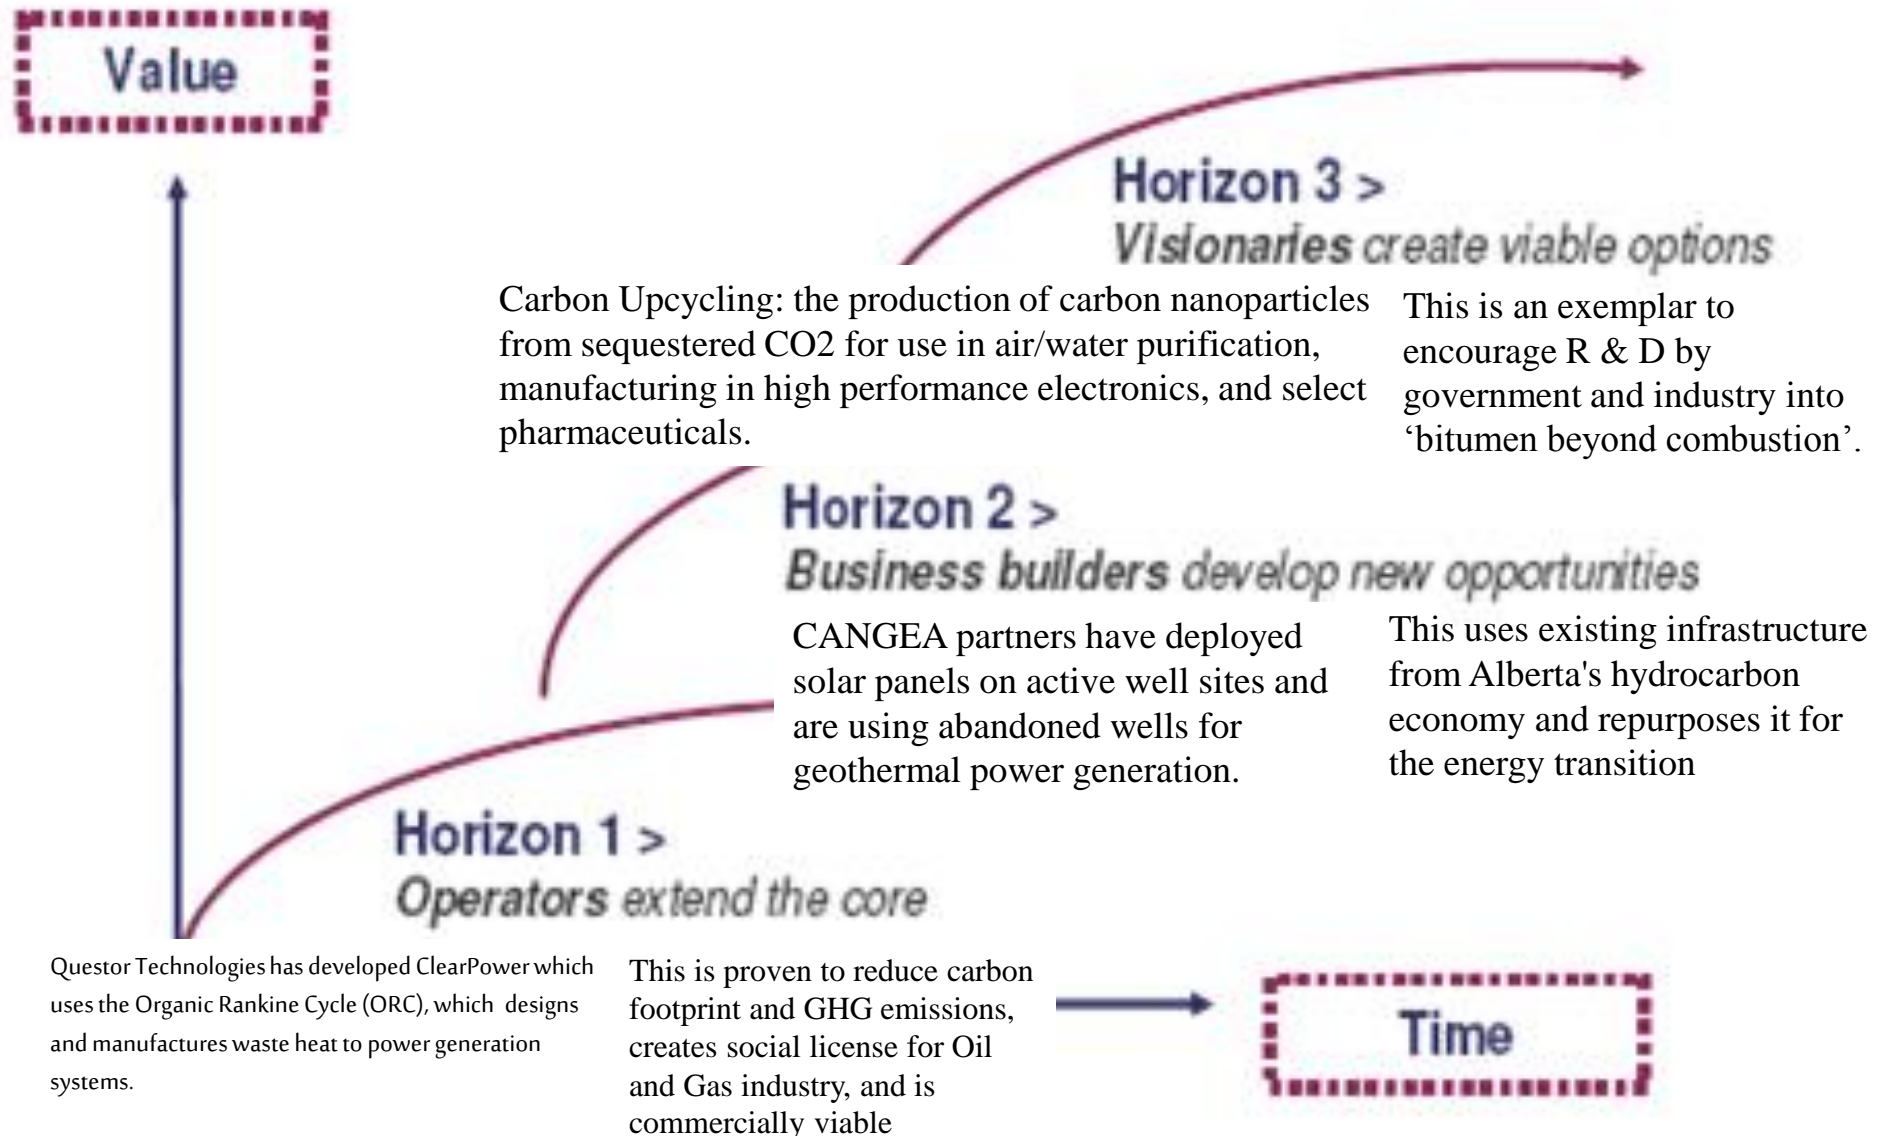 Value
Horizon 3 >
Visionaries create viable options
Carbon Upcycling: the production of carbon nanoparticles
from sequestered CO2 for use in air/water purification,
manufacturing in high performance electronics, and select
pharmaceuticals.
This is an exemplar to
encourage R & D by
government and industry into
‘bitumen beyond combustion’.
Horizon 2 >
Business builders develop new opportunities
CANGEA partners have deployed
solar panels on active well sites and
are using abandoned wells for
geothermal power generation.
This uses existing infrastructure
from Alberta's hydrocarbon
economy and repurposes it for
the energy transition
Horizon 1 >
Operators extend the core
Questor Technologies has developed ClearPower which
uses the Organic Rankine Cycle (ORC), which designs
and manufactures waste heat to power generation
systems.
This is proven to reduce carbon
footprint and GHG emissions,
creates social license for Oil
and Gas industry, and is
commercially viable
Time